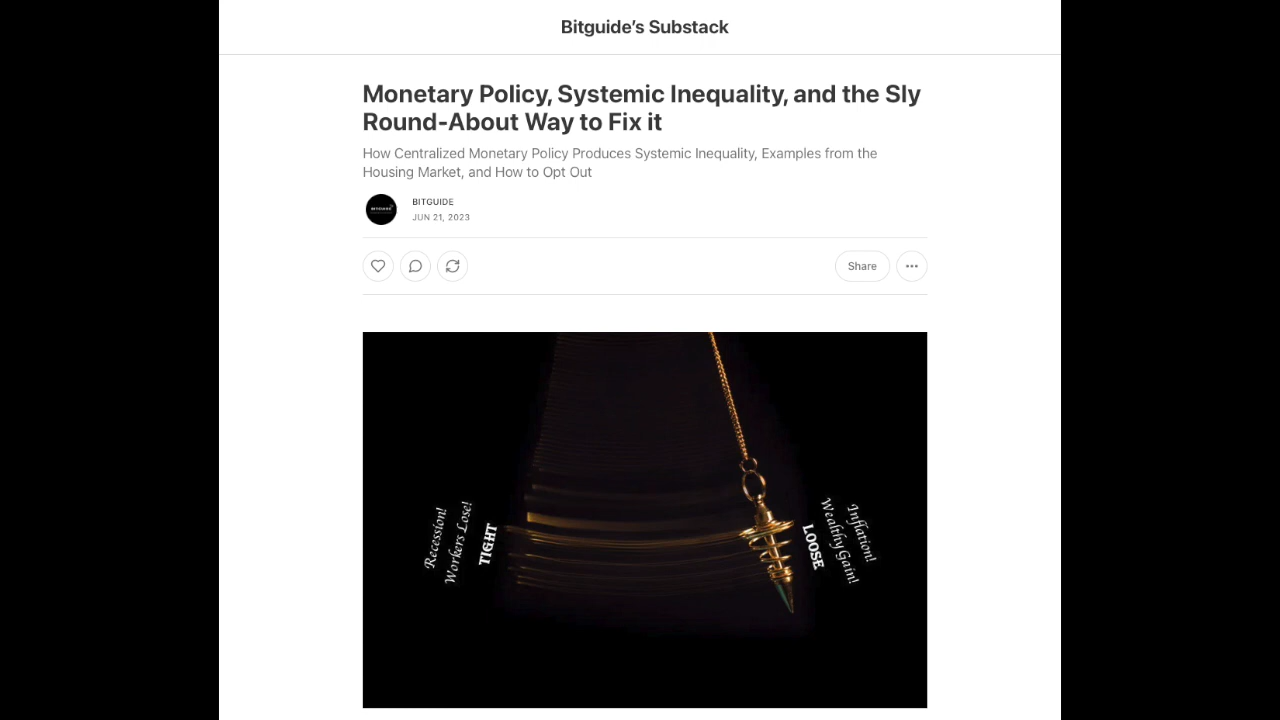 Bitguide’s Substack
Monetary Policy, Systemic Inequality, and the Sly
Round-About Way to Fix it
How Centralized Monetary Policy Produces Systemic Inequality, Examples from the
Housing Market, and How to Opt Out
BITGUIDE
JUN 21, 2023
Share
Recession!
Workers Lose!
TIGHT
LOOSE
Wealthy Gain!
Inflation!